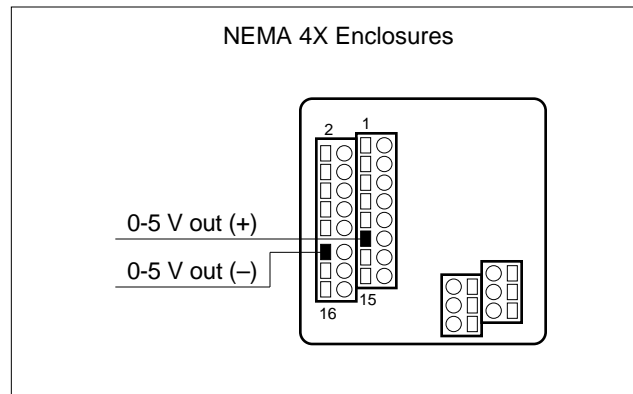 NEMA 4X Enclosures
2 1
0-5 V out (+)
0-5 V out (–)
16 15